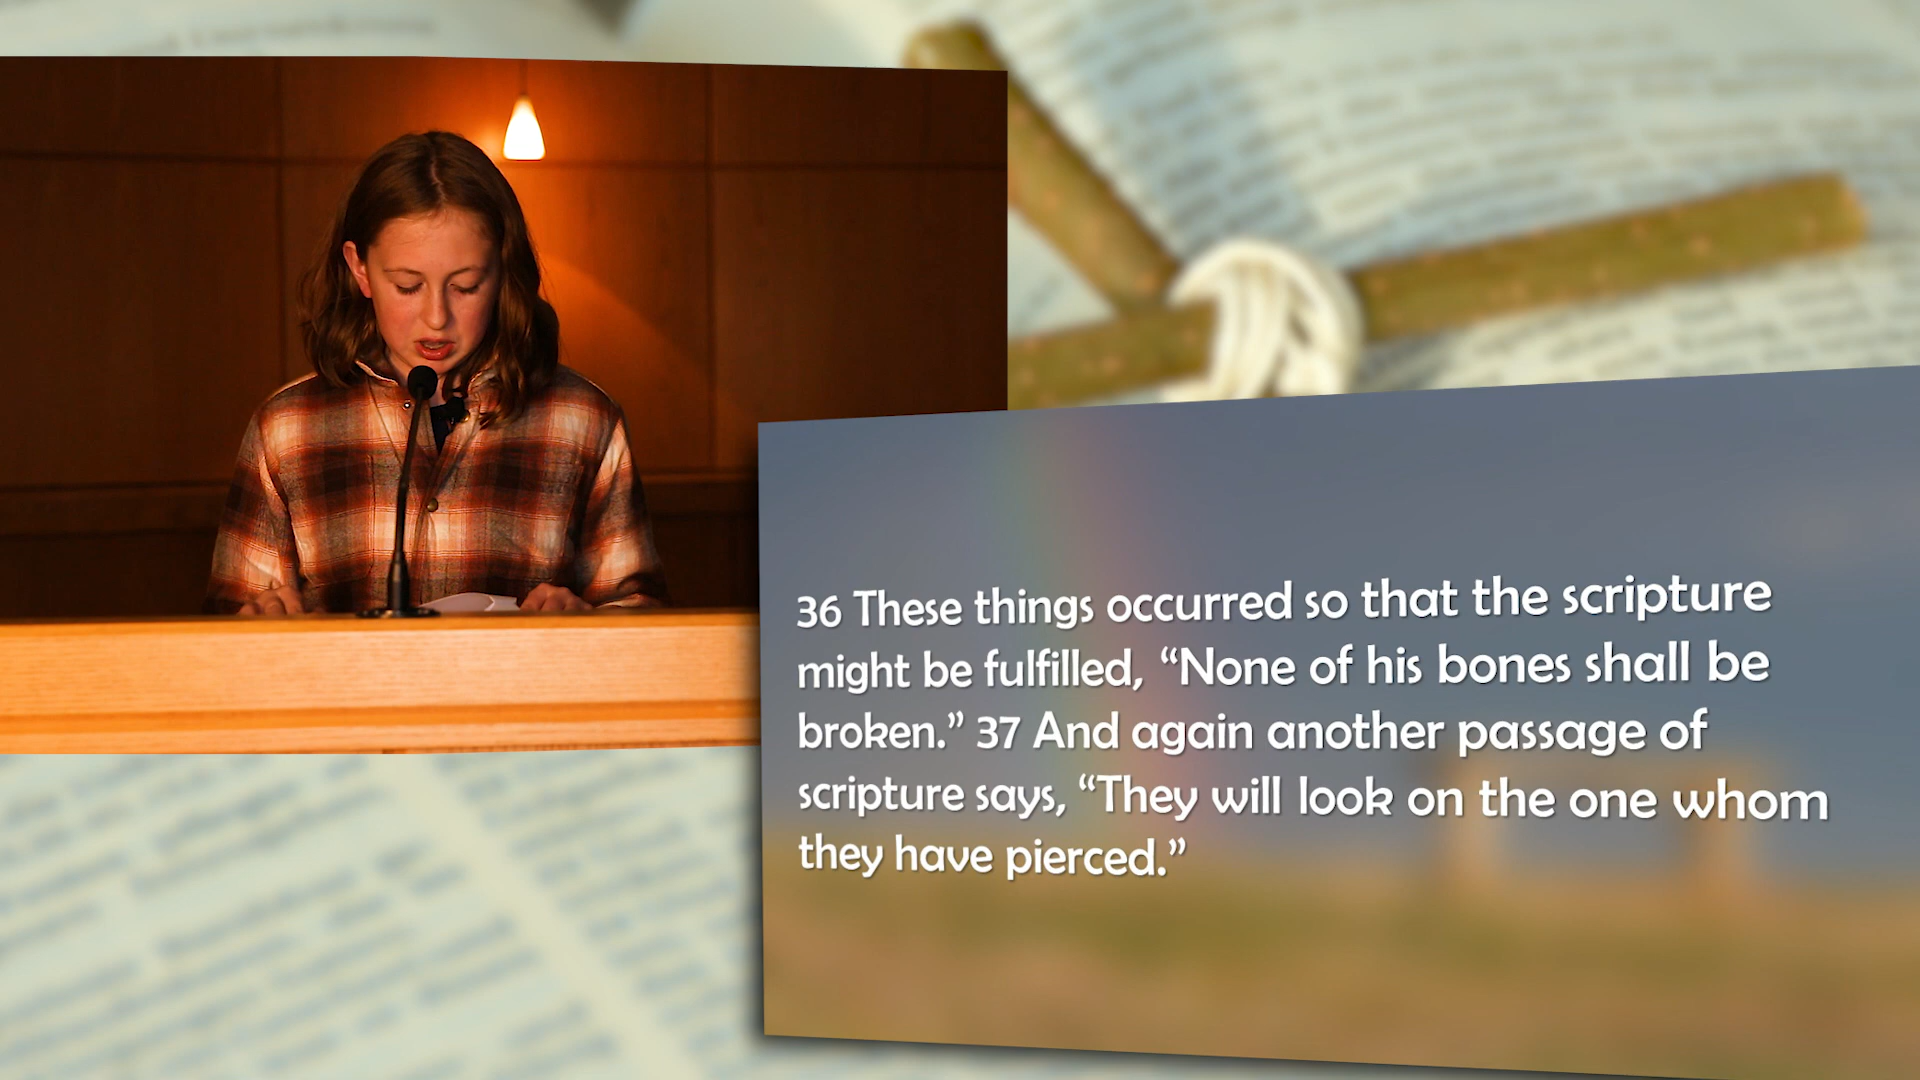 36 These things occurred so that the scripture
might be fulfilled, “None of his bones shall be
broken.” 37 And again another passage of
scripture says, “They will look on the one whom
they have pierced.”